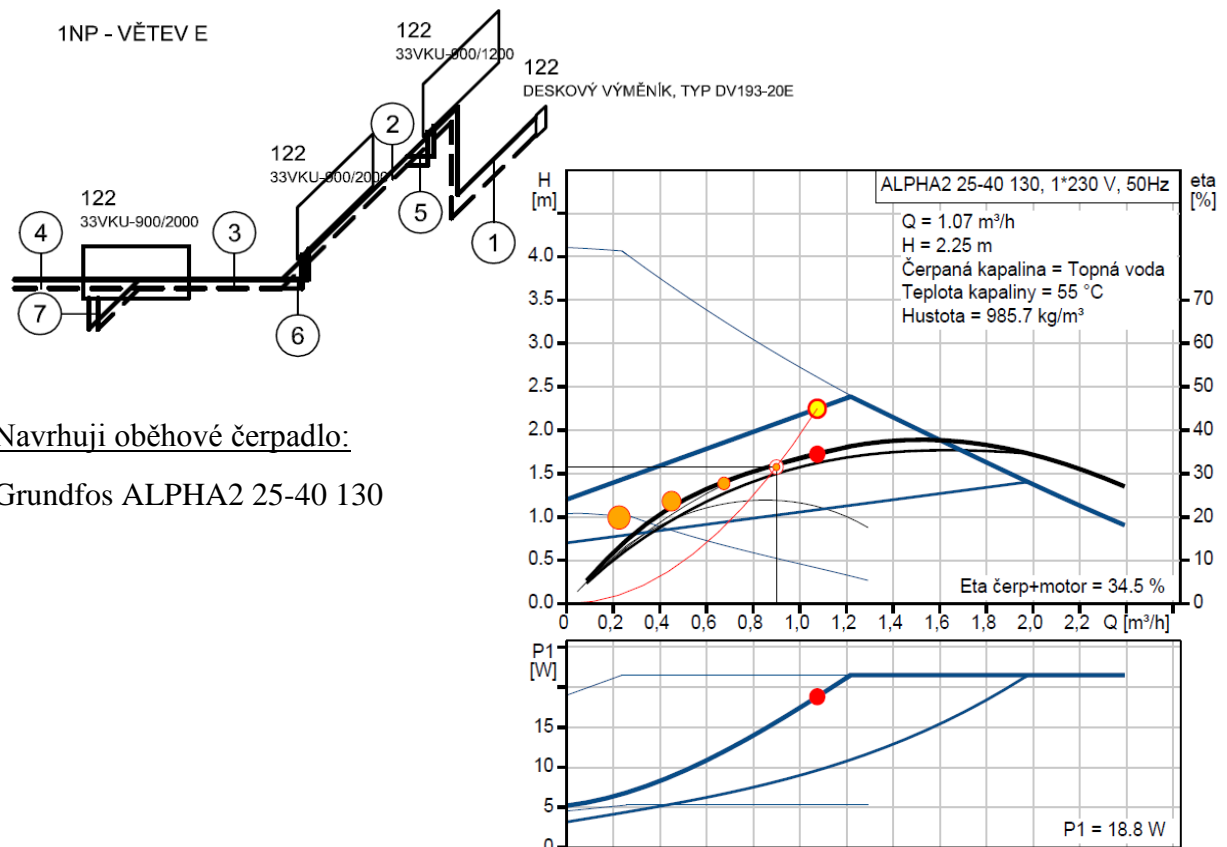 1NP - VĚTEV E
122
33VKU-900/1200
122
DESKOVÝ VÝMĚNÍK, TYP DV193-20E
2
122
33VKU-900/2000
122
33VKU-900/2000
5
1
4
3
7
6
Navrhuji oběhové čerpadlo:
Grundfos ALPHA2 25-40 130
H
[m]
ALPHA2 25-40 130, 1*230 V, 50Hz
eta
[%]
Q = 1.07 m³/h
H = 2.25 m
Čerpaná kapalina = Topná voda
Teplota kapaliny = 55 °C
Hustota = 985.7 kg/m³
4.0
3.5
3.0
2.5
2.0
1.5
1.0
0.5
0.0
70
60
50
40
30
20
10
0
Eta čerp+motor = 34.5 %
0 0,2 0,4 0,6 0,8 1,0 1,2 1,4 1,6 1,8 2,0 2,2 Q [m³/h]
P1
[W]
15
10
5
0
P1 = 18.8 W